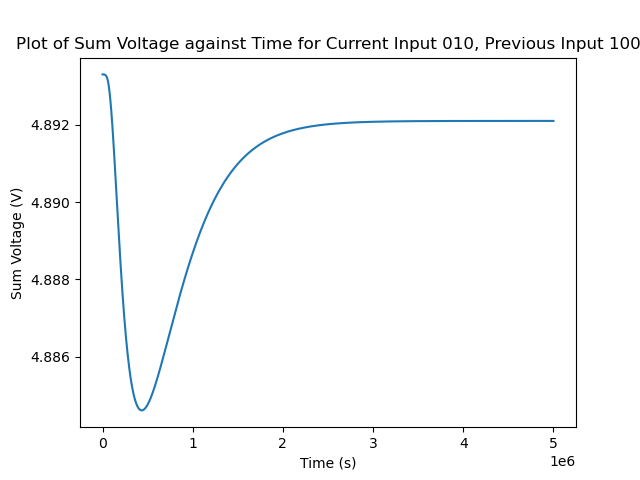 Plot of Sum Voltage against Time for Current Input 010, Previous Input 100
4.892
4.890
4.888
4.886
Sum Voltage (V)
0 1 2 3 4 5
1e6
Time (s)